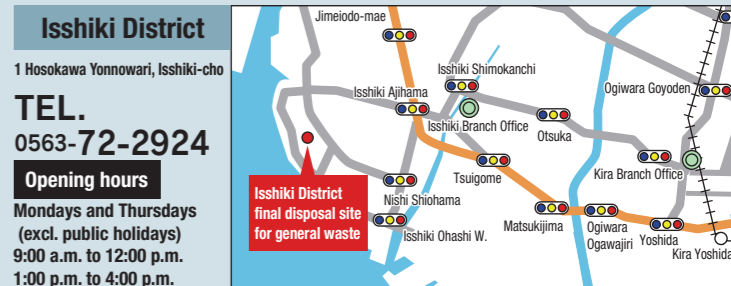 Isshiki District
1 Hosokawa Yonnowari, Isshiki-cho
TEL.
0563-72-2924
Opening hours
Mondays and Thursdays
(excl. public holidays)
9:00 a.m. to 12:00 p.m.
1:00 p.m. to 4:00 p.m.
Jimeiodo-mae
Isshiki Shimokanchi
Isshiki Ajihama
Isshiki Branch Office
Otsuka
Ogiwara Goyoden
Kira Branch Office
Tsugome
Isshiki District
final disposal site
for general waste
Nishi Shiohama
Isshiki Ohashi W.
Matsukijima
Ogiwara
Ogawajiri
Yoshida
Kira Yoshida